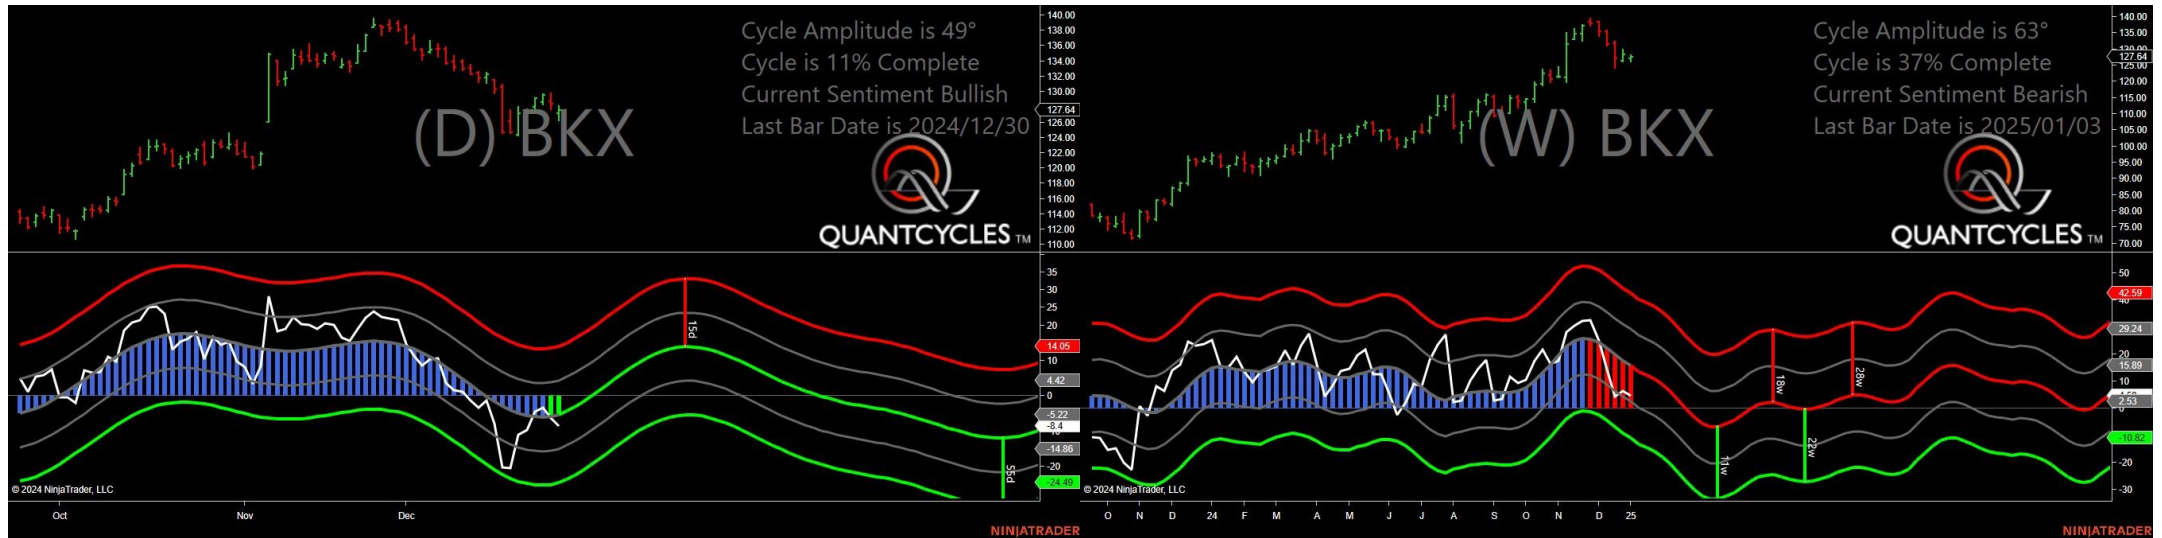 Cycle Amplitude is 49°
Cycle is 11% Complete
Current Sentiment Bullish
Last Bar Date is 2024/12/30
(D) BKX
QUANTCYCLES TM
140.00
138.00
136.00
134.00
132.00
130.00
127.64
126.00
124.00
122.00
120.00
118.00
116.00
114.00
112.00
110.00
35
30
25
20
14.05
10
4.42
0
-5.22
-8.4
-14.86
-20
-24.49
15d
55d
© 2024 NinjaTrader, LLC
Oct
Nov
Dec
NINJATRADER
Cycle Amplitude is 63°
Cycle is 37% Complete
Current Sentiment Bearish
Last Bar Date is 2025/01/03
(W) BKX
QUANTCYCLES TM
140.00
135.00
127.64
125.00
120.00
115.00
110.00
105.00
100.00
95.00
90.00
85.00
80.00
75.00
70.00
50
42.59
29.24
20
15.89
10
2.53
0
-10.82
-20
-30
11w
18w
22w
28w
© 2024 NinjaTrader, LLC
O
N
D
24
F
M
A
M
J
J
A
S
O
N
D
25
NINJATRADER